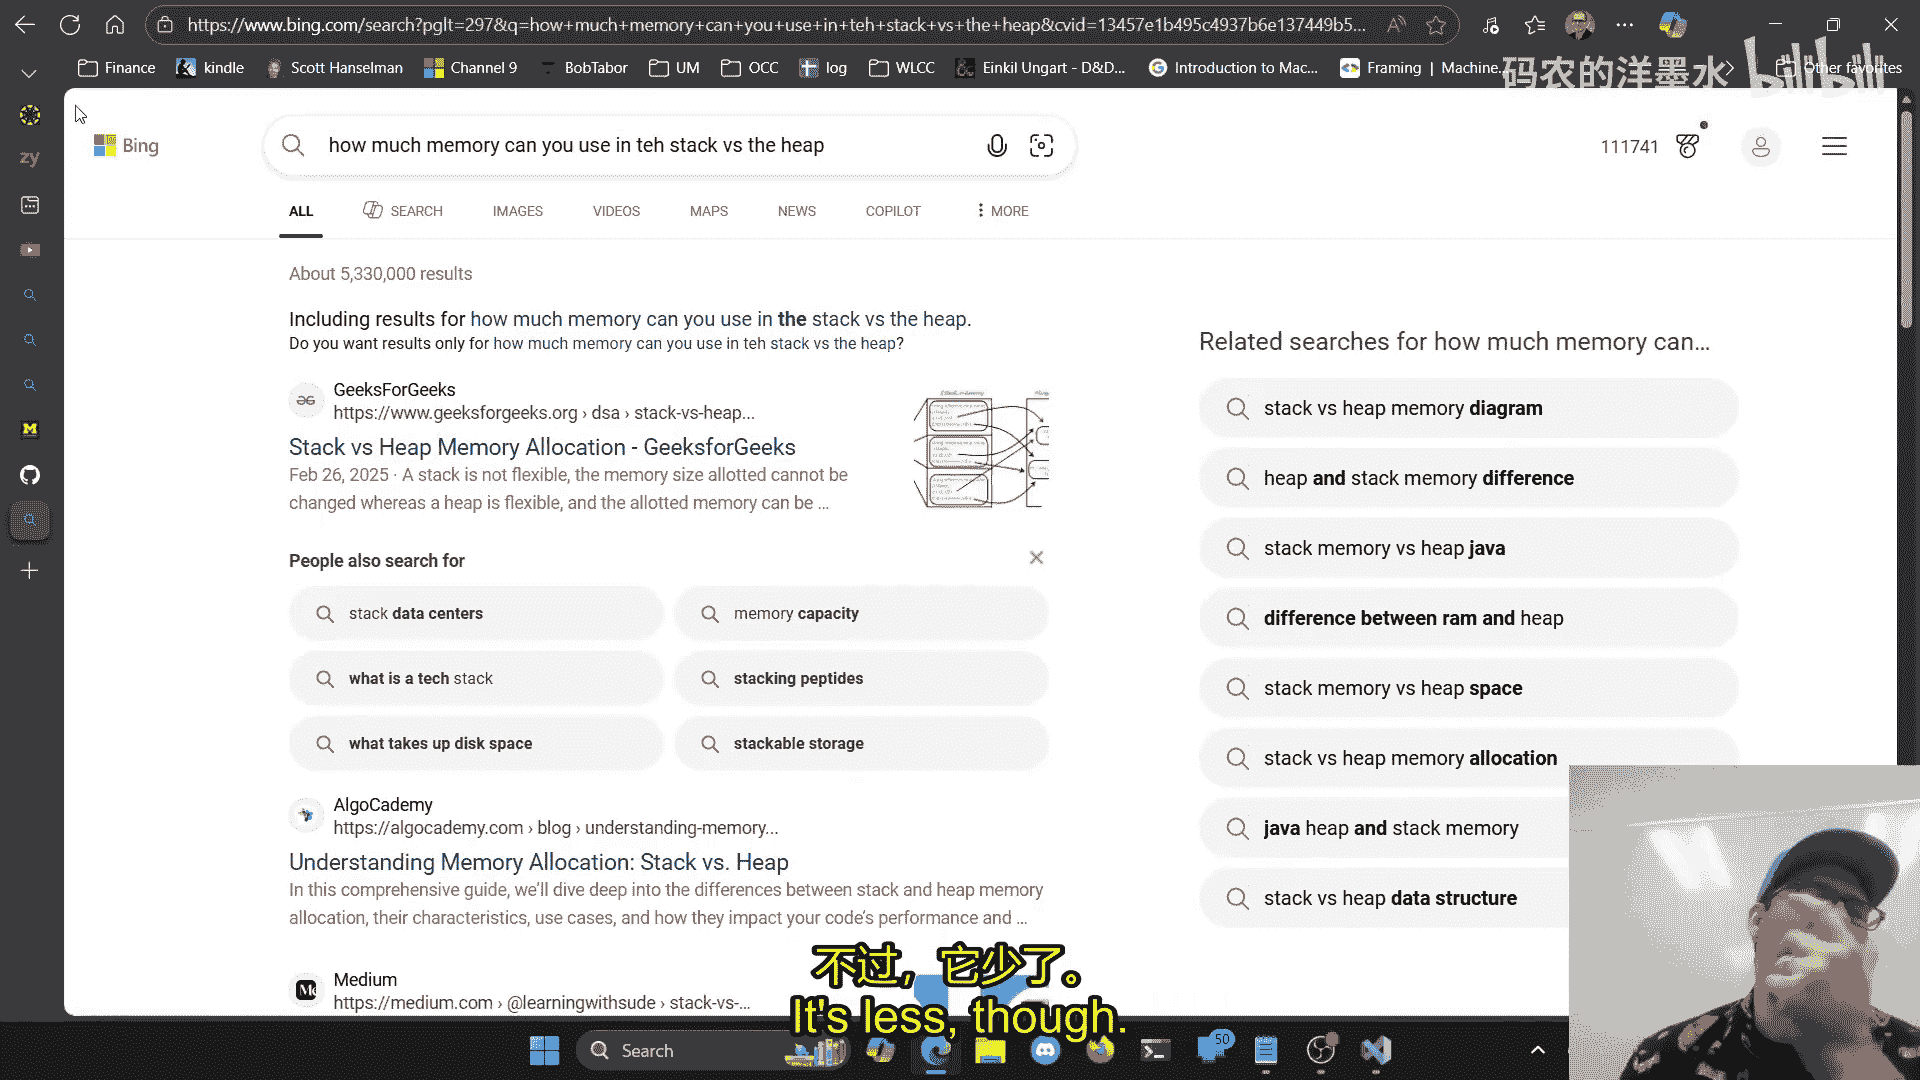 https://www.bing.com/search?pglt=297&q=how+much+memory+can+you+use+in+teh+stack+vs+the+heap&cvid=13457e1b495c4937b6e137449b5...
Finance
kindle
Scott Hanselman
Channel 9
BobTabor
UM
OCC
log
WLCC
Einkil Ungart - D&D...
Introduction to Mac...
Framing | Machine...
Other favorites
码农的洋墨水
bilibili
zy
Bing
how much memory can you use in teh stack vs the heap
111741
ALL
SEARCH
IMAGES
VIDEOS
MAPS
NEWS
COPILOT
MORE
About 5,330,000 results
Including results for how much memory can you use in the stack vs the heap.
Do you want results only for how much memory can you use in teh stack vs the heap?
GeeksForGeeks
https://www.geeksforgeeks.org › dsa › stack-vs-heap...
Stack vs Heap Memory Allocation - GeeksforGeeks
Feb 26, 2025 · A stack is not flexible, the memory size allotted cannot be
changed whereas a heap is flexible, and the allotted memory can be ...
People also search for
stack data centers
memory capacity
what is a tech stack
stacking peptides
what takes up disk space
stackable storage
AlgoCademy
https://algocademy.com › blog › understanding-memory...
Understanding Memory Allocation: Stack vs. Heap
In this comprehensive guide, we'll dive deep into the differences between stack and heap memory
allocation, their characteristics, use cases, and how they impact your code's performance and ...
Medium
https://medium.com › @learningwithsude › stack-vs-...
Related searches for how much memory can...
stack vs heap memory diagram
heap and stack memory difference
stack memory vs heap java
difference between ram and heap
stack memory vs heap space
stack vs heap memory allocation
java heap and stack memory
stack vs heap data structure
不过，它少了。
It's less, though.
Search
50